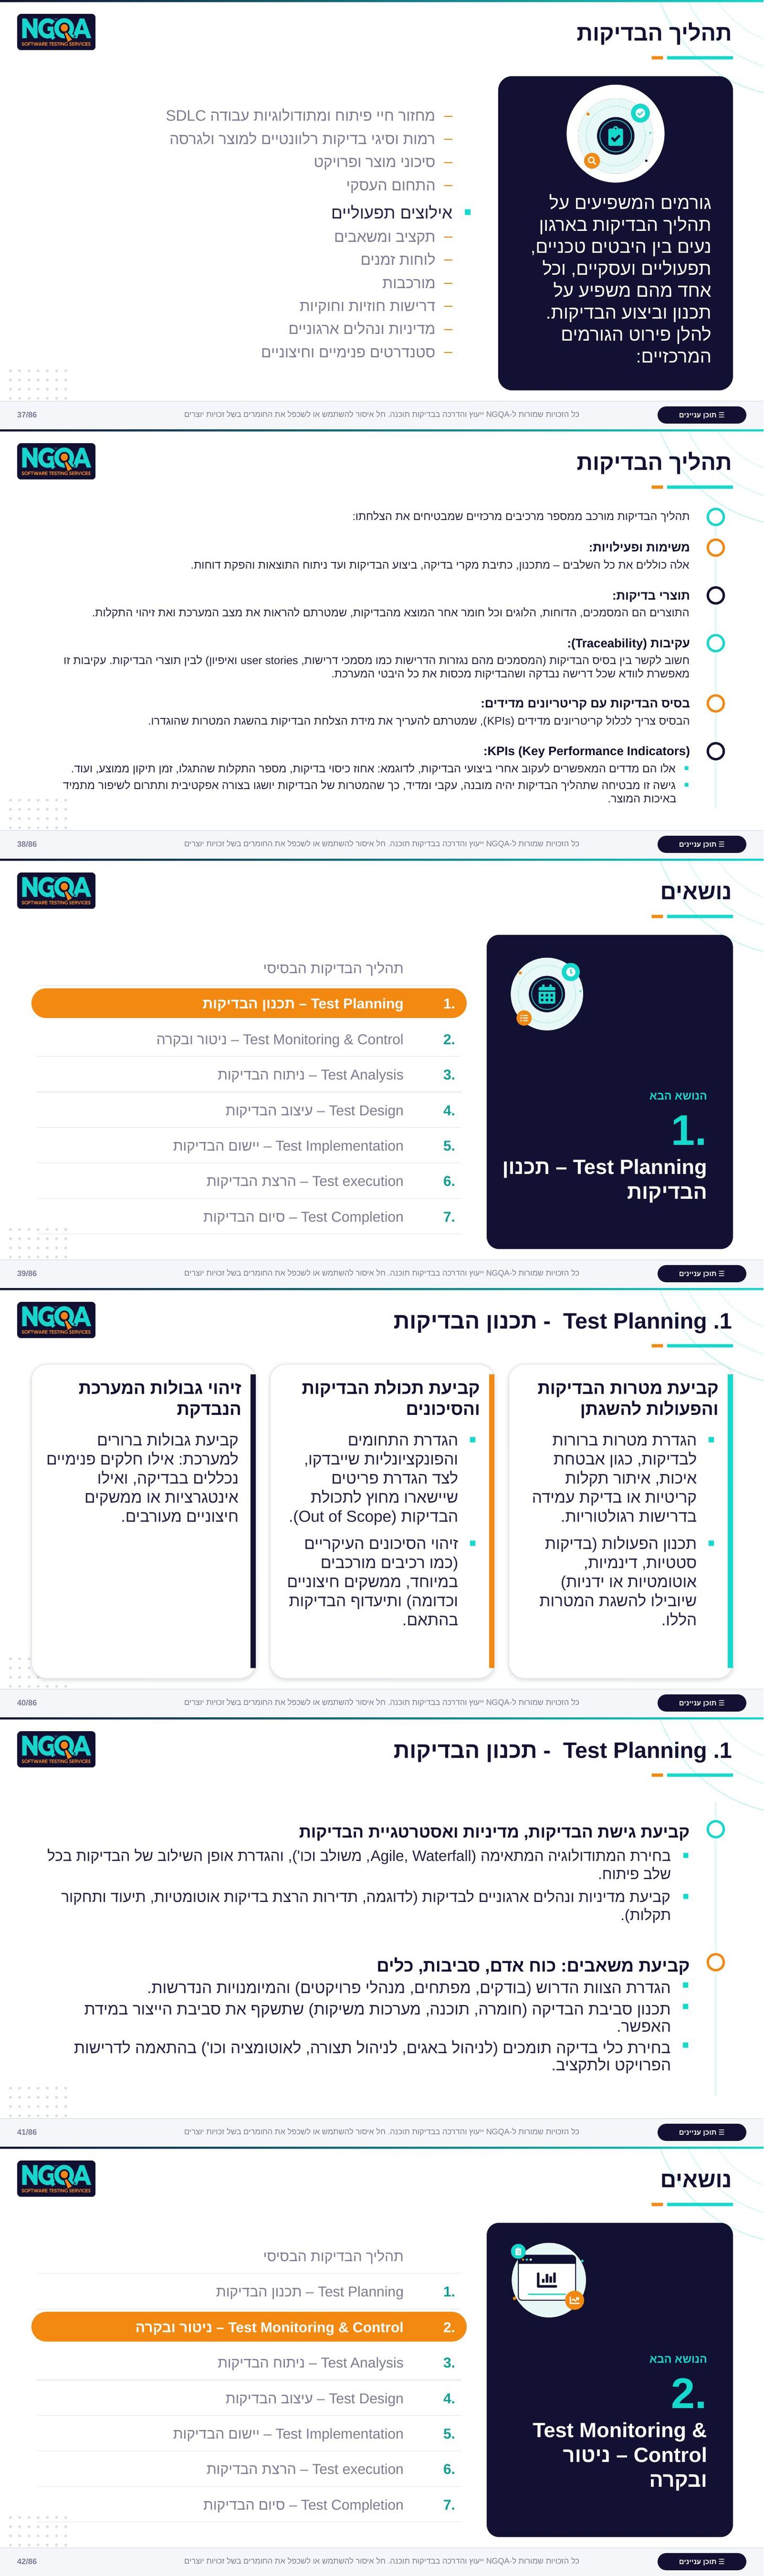 תהליך הבדיקות
NGQA
SOFTWARE TESTING SERVICES
גורמים המשפיעים על
תהליך הבדיקות בארגון
נעים בין היבטים טכניים,
תפעוליים ועסקיים, וכל
אחד מהם משפיע על
תכנון וביצוע הבדיקות.
להלן פירוט הגורמים
המרכזיים:
– מחזור חיי פיתוח ומתודולוגיות עבודה SDLC
– רמות וסיגי בדיקות רלוונטיים למוצר ולגרסה
– סיכוני מוצר ופרויקט
– התחום העסקי
▪ אילוצים תפעוליים
– תקציב ומשאבים
– לוחות זמנים
– מורכבות
– דרישות חוזיות וחוקיות
– מדיניות ונהלים ארגוניים
– סטנדרטים פנימיים וחיצוניים
☰ תוכן עניינים
כל הזכויות שמורות ל-NGQA ייעוץ והדרכה בבדיקות תוכנה. חל איסור להשתמש או לשכפל את החומרים בשל זכויות יוצרים
37/86
תהליך הבדיקות
NGQA
SOFTWARE TESTING SERVICES
תהליך הבדיקות מורכב ממספר מרכיבים מרכזיים שמבטיחים את הצלחתו:
משימות ופעילויות:
אלה כוללים את כל השלבים – מתכנון, כתיבת מקרי בדיקה, ביצוע הבדיקות ועד ניתוח התוצאות והפקת דוחות.
תוצרי בדיקות:
התוצרים הם המסמכים, הדוחות, הלוגים וכל חומר אחר המוצא מהבדיקות, שמטרתם להראות את מצב המערכת ואת זיהוי התקלות.
עקיבות (Traceability):
חשוב לקשר בין בסיס הבדיקות (המסמכים מהם נגזרות הדרישות כמו מסמכי דרישות, user stories ואיפיון) לבין תוצרי הבדיקות. עקיבות זו
מאפשרת לוודא שכל דרישה נבדקה ושהבדיקות מכסות את כל היבטי המערכת.
בסיס הבדיקות עם קריטריונים מדידים:
הבסיס צריך לכלול קריטריונים מדידים (KPIs), שמטרתם להעריך את מידת הצלחת הבדיקות בהשגת המטרות שהוגדרו.
KPIs (Key Performance Indicators):
▪ אלו הם מדדים המאפשרים לעקוב אחרי ביצועי הבדיקות, לדוגמא: אחוז כיסוי בדיקות, מספר התקלות שהתגלו, זמן תיקון ממוצע, ועוד.
▪ גישה זו מבטיחה שתהליך הבדיקות יהיה מובנה, עקבי ומדיד, כך שהמטרות של הבדיקות יושגו בצורה אפקטיבית ותתרום לשיפור מתמיד
באיכות המוצר.
☰ תוכן עניינים
כל הזכויות שמורות ל-NGQA ייעוץ והדרכה בבדיקות תוכנה. חל איסור להשתמש או לשכפל את החומרים בשל זכויות יוצרים
38/86
נושאים
NGQA
SOFTWARE TESTING SERVICES
הנושא הבא
1.
Test Planning – תכנון
הבדיקות
תהליך הבדיקות הבסיסי
1. Test Planning – תכנון הבדיקות
2. Test Monitoring & Control – ניטור ובקרה
3. Test Analysis – ניתוח הבדיקות
4. Test Design – עיצוב הבדיקות
5. Test Implementation – יישום הבדיקות
6. Test execution – הרצת הבדיקות
7. Test Completion – סיום הבדיקות
☰ תוכן עניינים
כל הזכויות שמורות ל-NGQA ייעוץ והדרכה בבדיקות תוכנה. חל איסור להשתמש או לשכפל את החומרים בשל זכויות יוצרים
39/86
1. Test Planning - תכנון הבדיקות
NGQA
SOFTWARE TESTING SERVICES
קביעת מטרות הבדיקות
והפעולות להשגתן
▪ הגדרת מטרות ברורות
לבדיקות, כגון אבטחת
איכות, איתור תקלות
קריטיות או בדיקת עמידה
בדרישות רגולטוריות.
▪ תכנון הפעולות (בדיקות
סטטיות, דינמיות,
אוטומטיות או ידניות)
שיובילו להשגת המטרות
הללו.
קביעת תכולת הבדיקות
והסיכונים
▪ הגדרת התחומים
והפונקציונליות שייבדקו,
לצד הגדרת פריטים
שיישארו מחוץ לתכולת
הבדיקות (Out of Scope).
▪ זיהוי הסיכונים העיקריים
(כמו רכיבים מורכבים
במיוחד, ממשקים חיצוניים
וכדומה) ותיעדוף הבדיקות
בהתאם.
זיהוי גבולות המערכת
הנבדקת
קביעת גבולות ברורים
למערכת: אילו חלקים פנימיים
נכללים בבדיקה, ואילו
אינטגרציות או ממשקים
חיצוניים מעורבים.
☰ תוכן עניינים
כל הזכויות שמורות ל-NGQA ייעוץ והדרכה בבדיקות תוכנה. חל איסור להשתמש או לשכפל את החומרים בשל זכויות יוצרים
40/86
1. Test Planning - תכנון הבדיקות
NGQA
SOFTWARE TESTING SERVICES
קביעת גישת הבדיקות, מדיניות ואסטרטגיית הבדיקות
▪ בחירת המתודולוגיה המתאימה (Agile, Waterfall, משולב וכו'), והגדרת אופן השילוב של הבדיקות בכל
שלב פיתוח.
▪ קביעת מדיניות ונהלים ארגוניים לבדיקות (לדוגמה, תדירות הרצת בדיקות אוטומטיות, תיעוד ותחקור
תקלות).
קביעת משאבים: כוח אדם, סביבות, כלים
▪ הגדרת הצוות הדרוש (בודקים, מפתחים, מנהלי פרויקטים) והמיומנויות הנדרשות.
▪ תכנון סביבת הבדיקה (חומרה, תוכנה, מערכות משיקות) שתשקף את סביבת הייצור במידת
האפשר.
▪ בחירת כלי בדיקה תומכים (לניהול באגים, לניהול תצורה, לאוטומציה וכו') בהתאמה לדרישות
הפרויקט ולתקציב.
☰ תוכן עניינים
כל הזכויות שמורות ל-NGQA ייעוץ והדרכה בבדיקות תוכנה. חל איסור להשתמש או לשכפל את החומרים בשל זכויות יוצרים
41/86
נושאים
NGQA
SOFTWARE TESTING SERVICES
הנושא הבא
2.
Test Monitoring &
Control – ניטור
ובקרה
תהליך הבדיקות הבסיסי
1. Test Planning – תכנון הבדיקות
2. Test Monitoring & Control – ניטור ובקרה
3. Test Analysis – ניתוח הבדיקות
4. Test Design – עיצוב הבדיקות
5. Test Implementation – יישום הבדיקות
6. Test execution – הרצת הבדיקות
7. Test Completion – סיום הבדיקות
☰ תוכן עניינים
כל הזכויות שמורות ל-NGQA ייעוץ והדרכה בבדיקות תוכנה. חל איסור להשתמש או לשכפל את החומרים בשל זכויות יוצרים
42/86